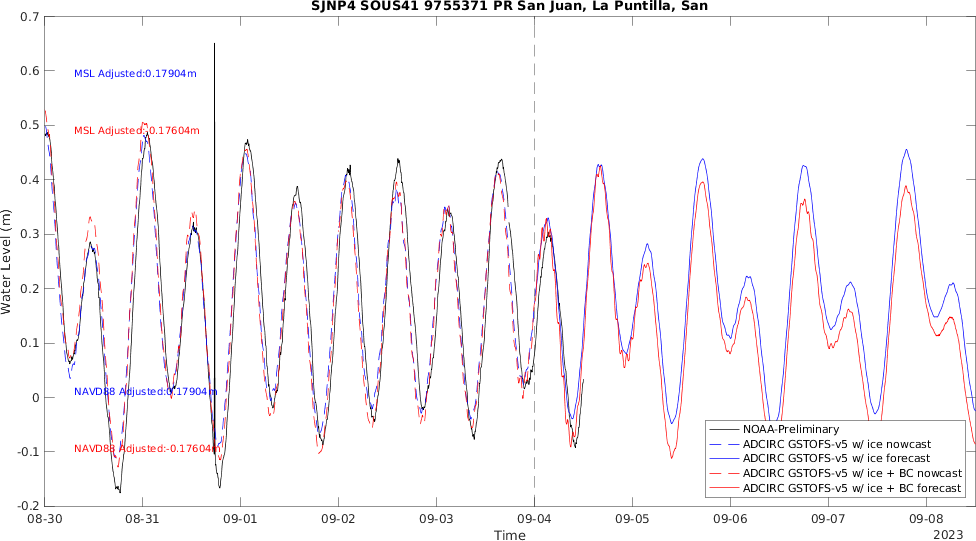 SJNP4 SOUS41 9755371 PR San Juan, La Puntilla, San
0.7
0.6
0.5
0.4
0.3
0.2
0.1
0
-0.1
-0.2
Water Level (m)
MSL Adjusted:0.17904m
MSL Adjusted:-0.17604m
NAVD88 Adjusted:0.17904m
NAVD88 Adjusted:-0.17604m
NOAA-Preliminary
ADCIRC GSTOFS-v5 w/ ice nowcast
ADCIRC GSTOFS-v5 w/ ice forecast
ADCIRC GSTOFS-v5 w/ ice + BC nowcast
ADCIRC GSTOFS-v5 w/ ice + BC forecast
08-30 08-31 09-01 09-02 09-03 09-04 09-05 09-06 09-07 09-08
Time
2023